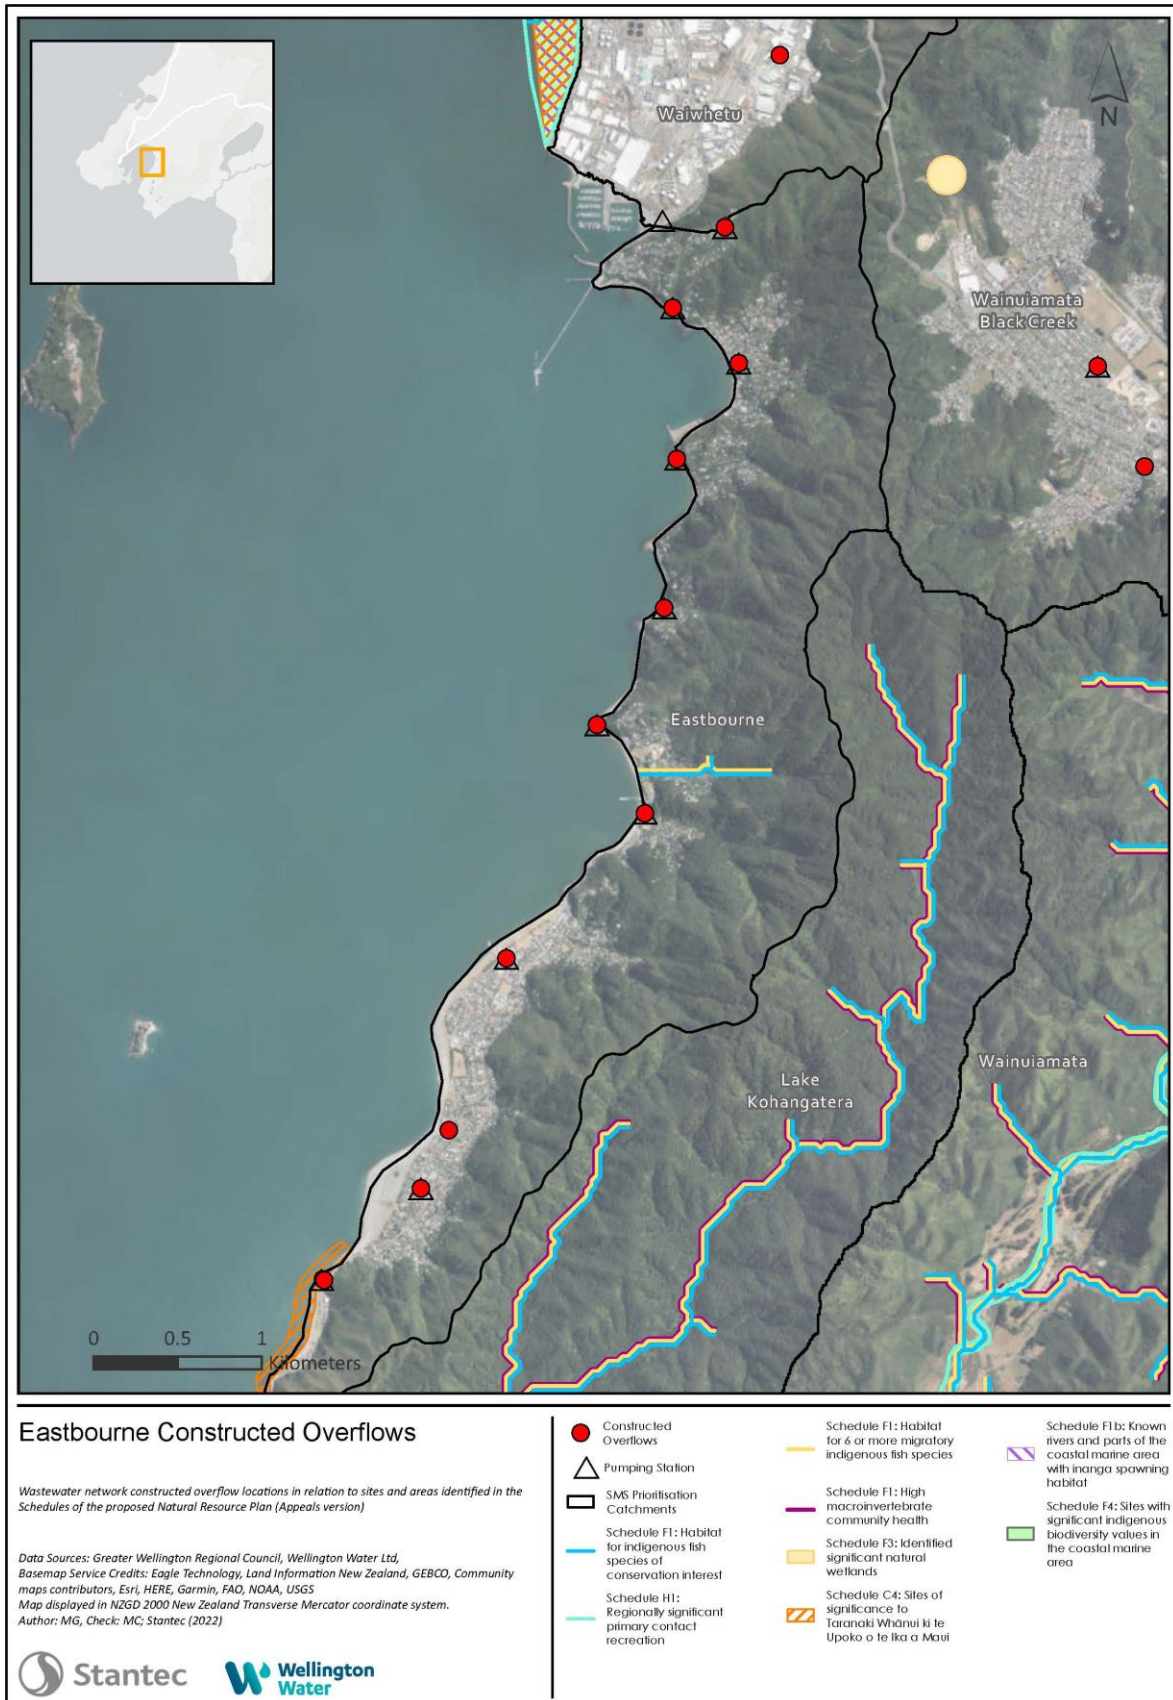 Waiwhetu
N
Wainuiamata
Black Creek
Eastbourne
Lake
Kohangatera
Wainuiamata
0 0.5 1
Kilometers
Eastbourne Constructed Overflows
Wastewater network constructed overflow locations in relation to sites and areas identified in the
Schedules of the proposed Natural Resource Plan (Appeals version)
Data Sources: Greater Wellington Regional Council, Wellington Water Ltd,
Basemap Service Credits: Eagle Technology, Land Information New Zealand, GEBCO, Community
maps contributors, Esri, HERE, Garmin, FAO, NOAA, USGS
Map displayed in NZGD 2000 New Zealand Transverse Mercator coordinate system.
Author: MG, Check: MC; Stantec (2022)
Stantec
Wellington
Water
Constructed
Overflows
Pumping Station
SMS Prioritisation
Catchments
Schedule F1: Habitat
for indigenous fish
species of
conservation interest
Schedule H1:
Regionally significant
primary contact
recreation
Schedule F1: Habitat
for 6 or more migratory
indigenous fish species
Schedule F1: High
macroinvertebrate
community health
Schedule F3: Identified
significant natural
wetlands
Schedule C4: Sites of
significance to
Taranaki Whānui ki te
Upoko o te Ika a Maui
Schedule F1b: Known
rivers and parts of the
coastal marine area
with inanga spawning
habitat
Schedule F4: Sites with
significant indigenous
biodiversity values in
the coastal marine
area